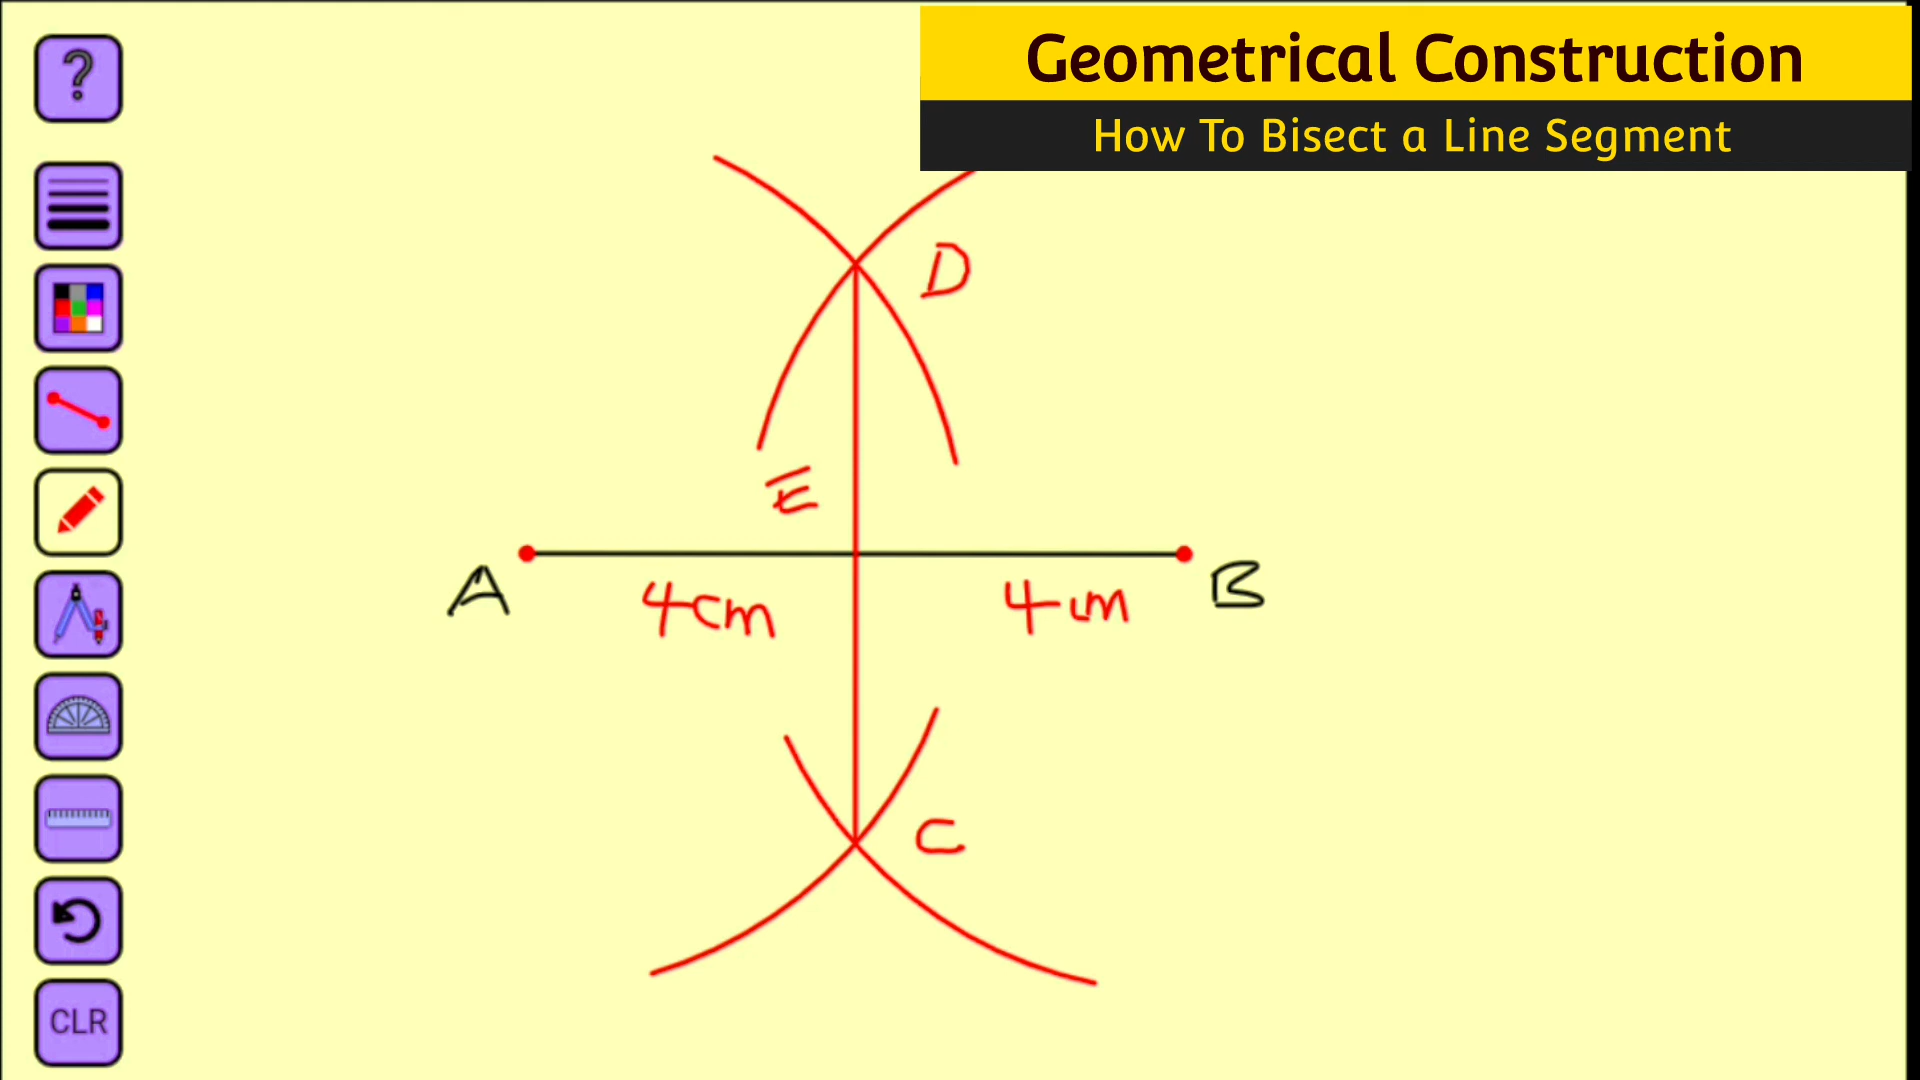 ?
Geometrical Construction
How To Bisect a Line Segment
D
E
A
B
4cm
4cm
C
CLR